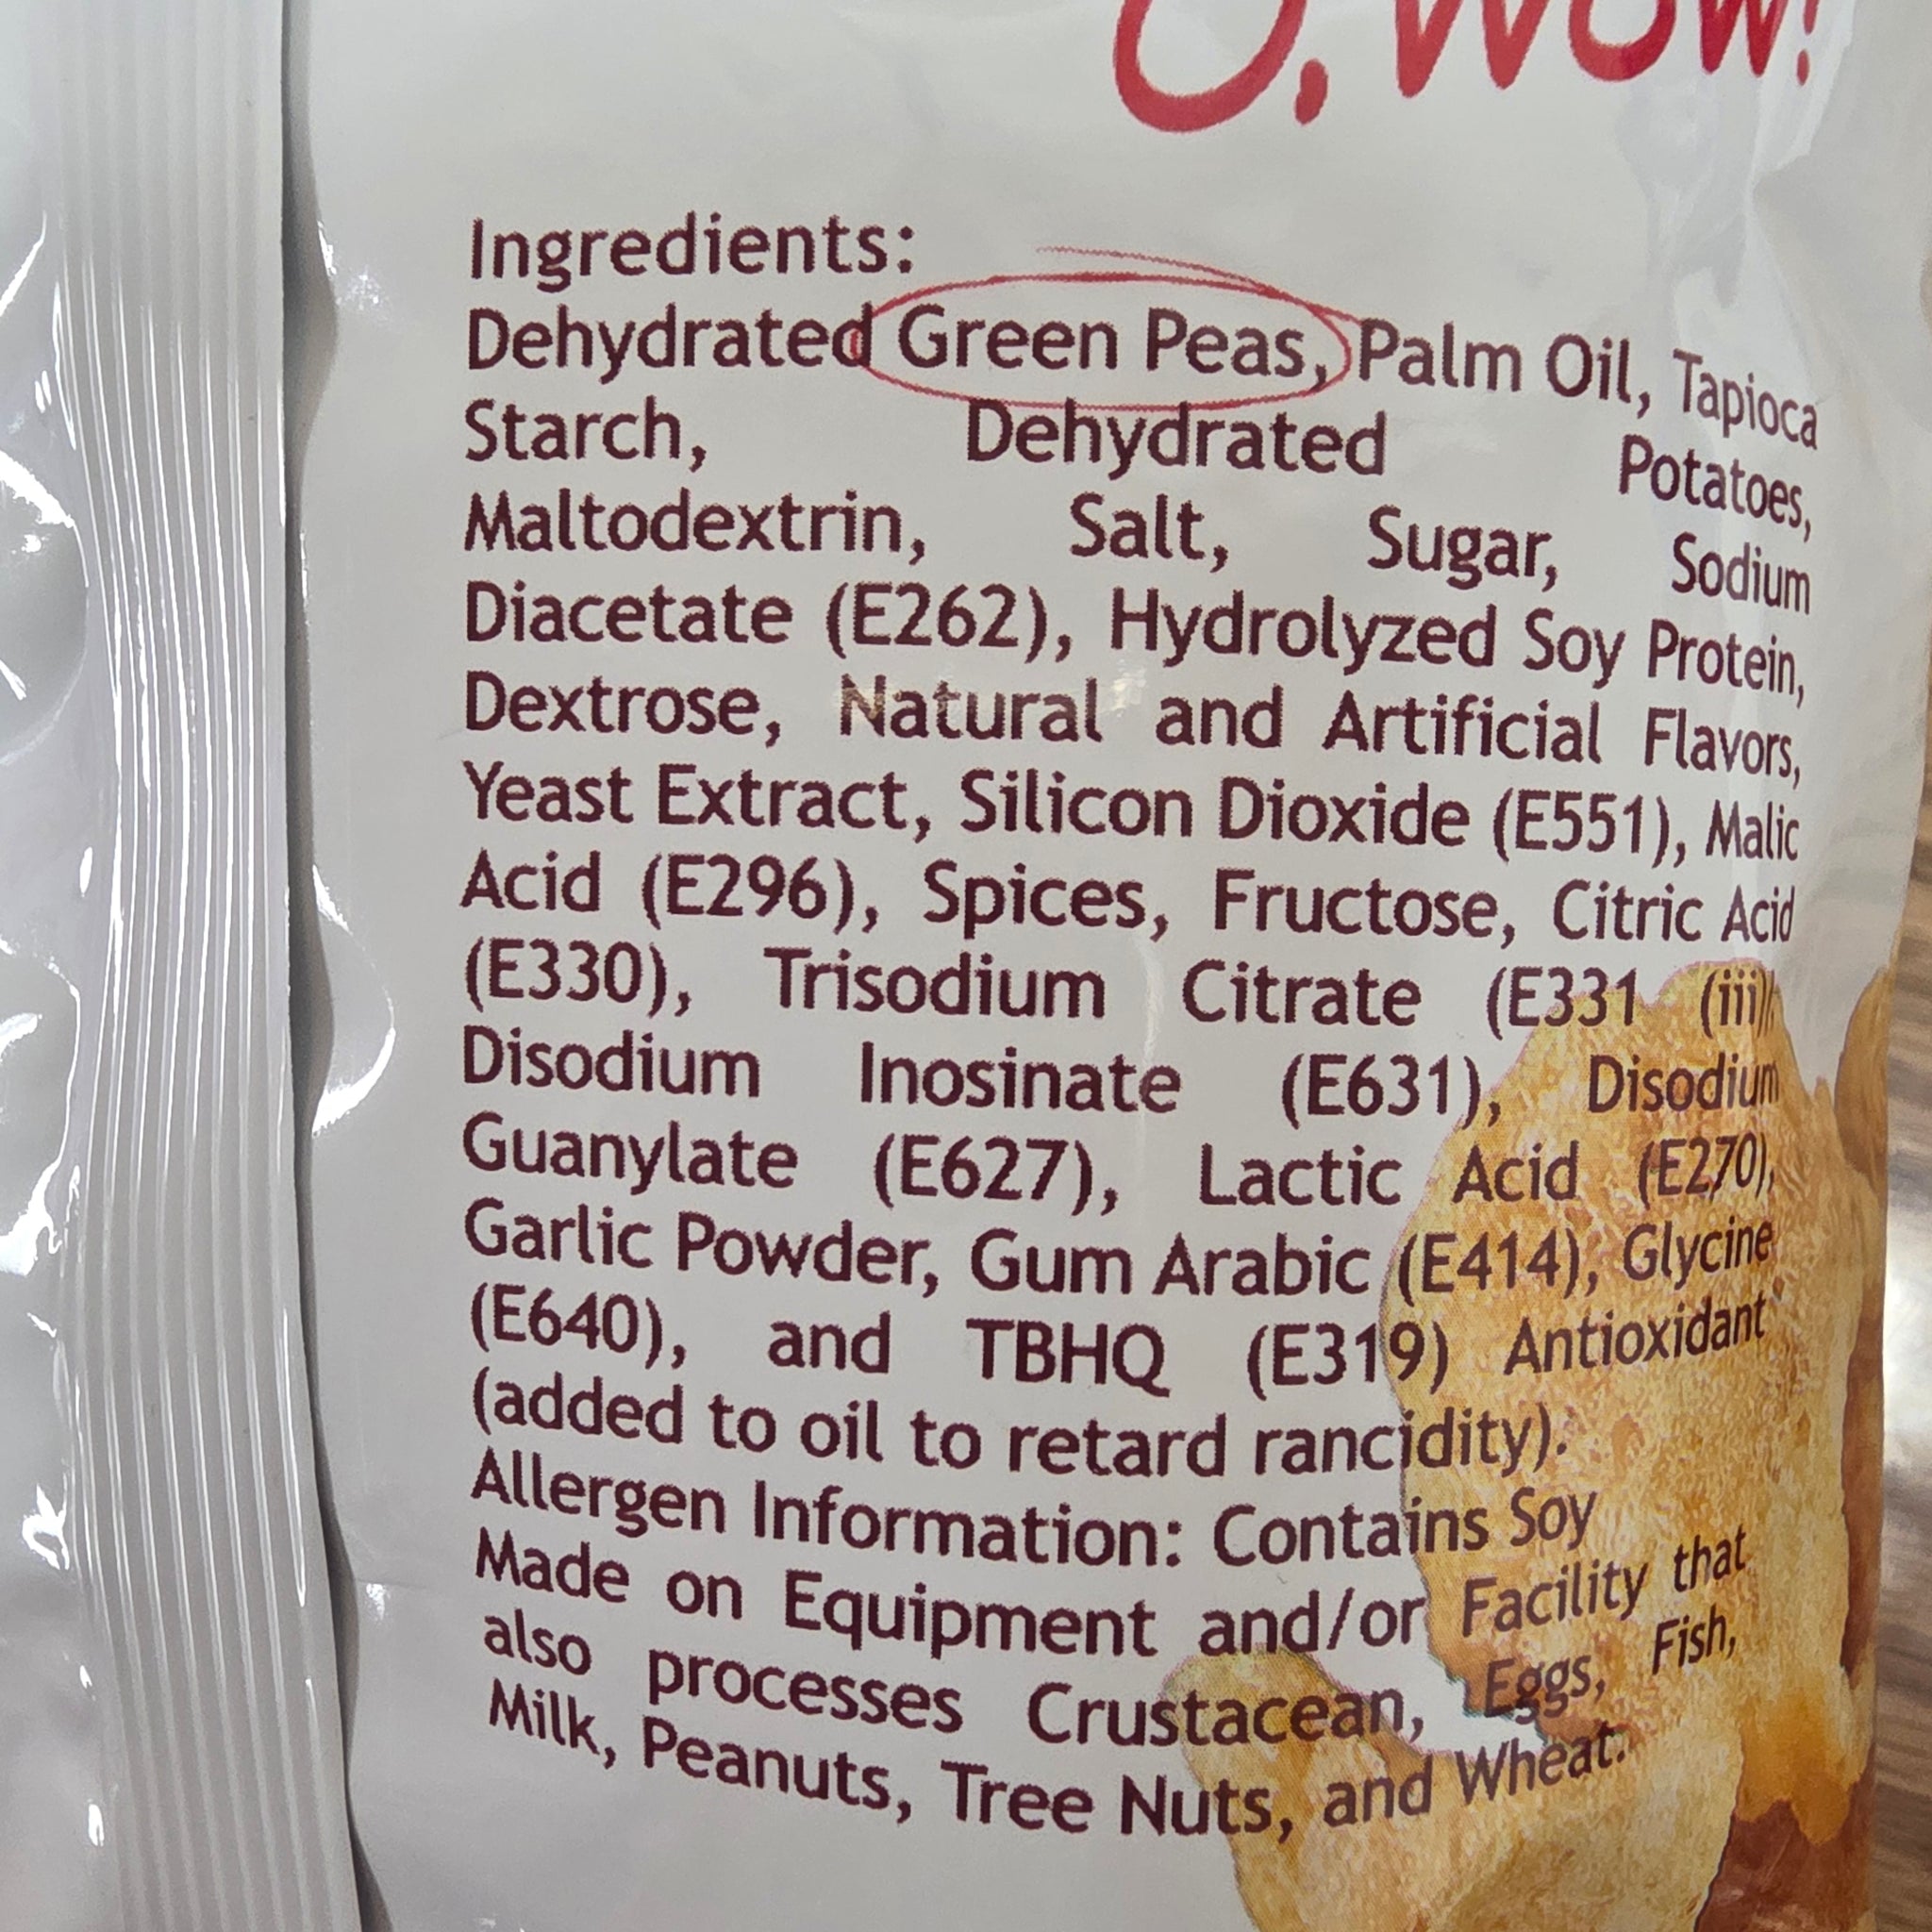 O, Wow!
Ingredients:
Dehydrated Green Peas, Palm Oil, Tapioca
Starch, Dehydrated Potatoes,
Maltodextrin, Salt, Sugar, Sodium
Diacetate (E262), Hydrolyzed Soy Protein,
Dextrose, Natural and Artificial Flavors,
Yeast Extract, Silicon Dioxide (E551), Malic
Acid (E296), Spices, Fructose, Citric Acid
(E330), Trisodium Citrate (E331 (iii),
Disodium Inosinate (E631), Disodium
Guanylate (E627), Lactic Acid (E270),
Garlic Powder, Gum Arabic (E414), Glycine
(E640), and TBHQ (E319) Antioxidant
(added to oil to retard rancidity).
Allergen Information: Contains Soy
Made on Equipment and/or Facility that
also processes Crustacean, Eggs, Fish,
Milk, Peanuts, Tree Nuts, and Wheat.